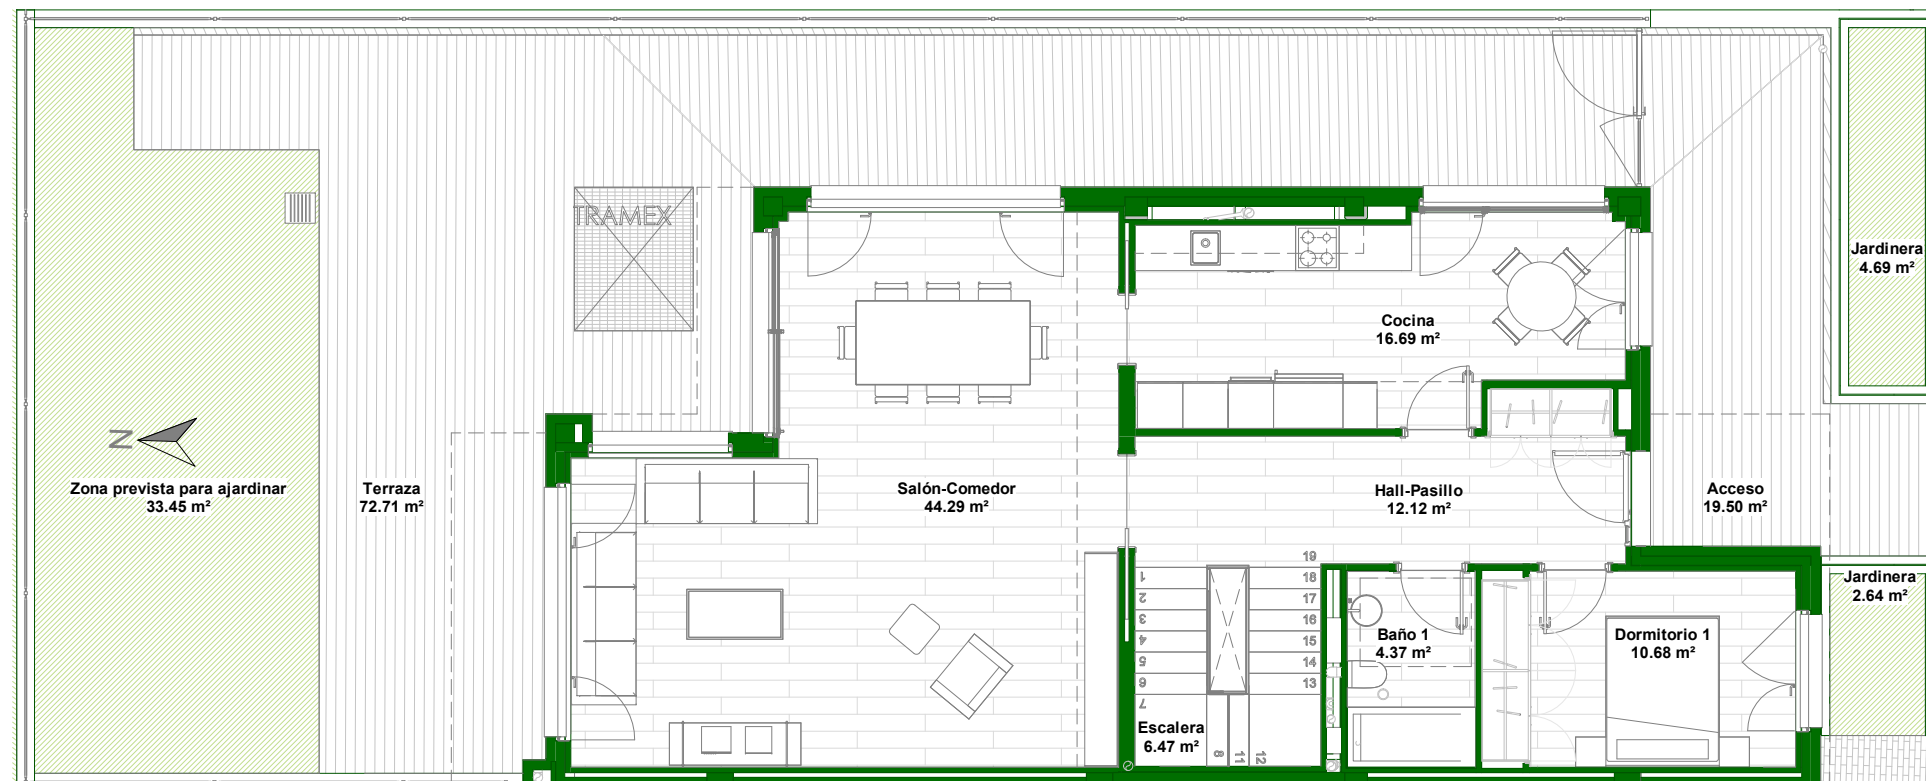 TRAMEX
Jardinera
4.69 m²
Cocina
16.69 m²
N
Zona prevista para ajardinar
33.45 m²
Terraza
72.71 m²
Salón-Comedor
44.29 m²
Hall-Pasillo
12.12 m²
Acceso
19.50 m²
19
1
18
2
17
3
16
4
15
5
14
6
13
7
8
11
12
Jardinera
2.64 m²
Baño 1
4.37 m²
Dormitorio 1
10.68 m²
Escalera
6.47 m²